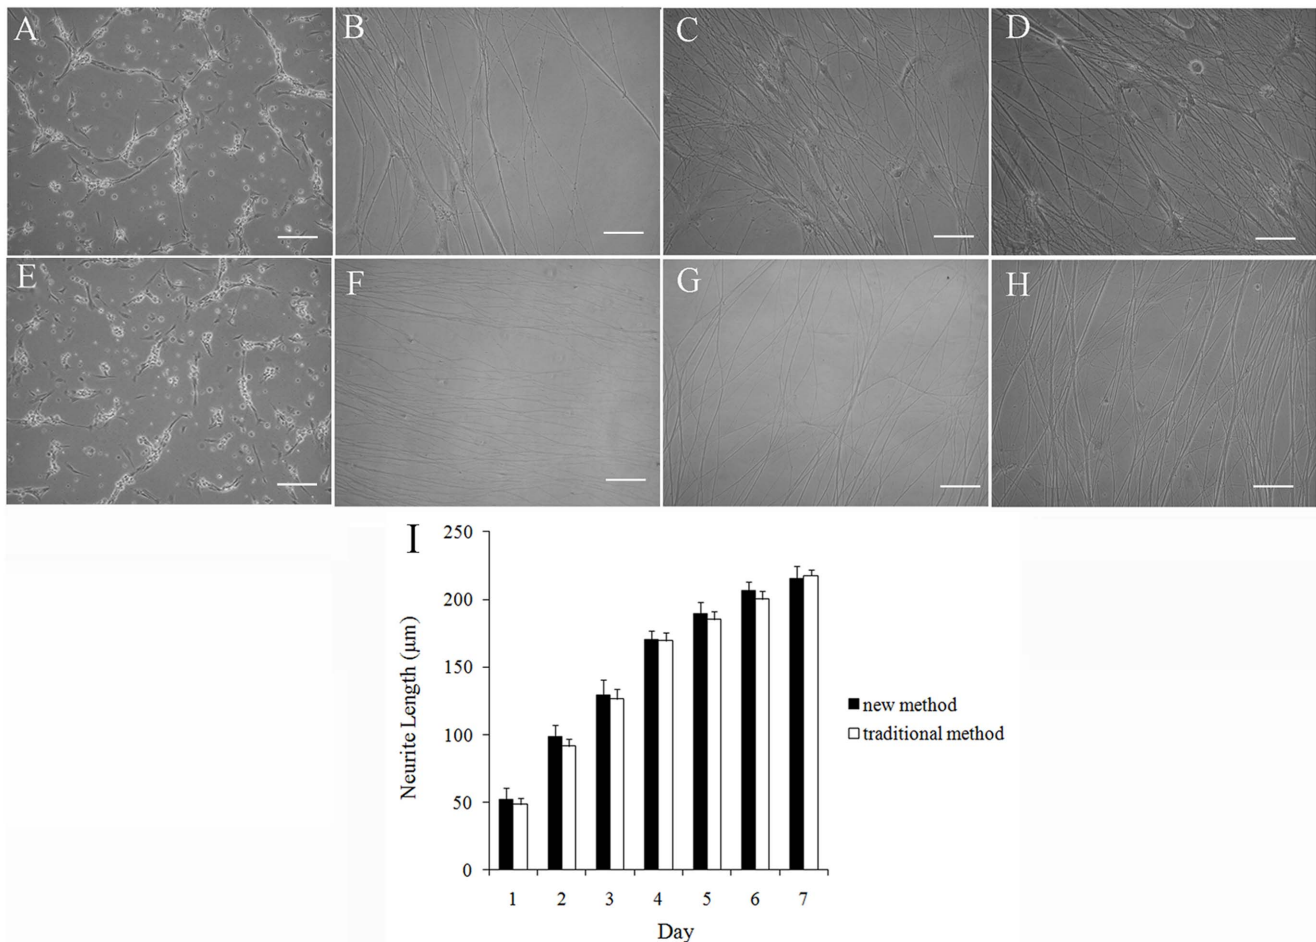 A
B
C
D
E
F
G
H
I
250
200
150
100
50
0
Neurite Length (μm)
1 2 3 4 5 6 7
Day
new method
traditional method